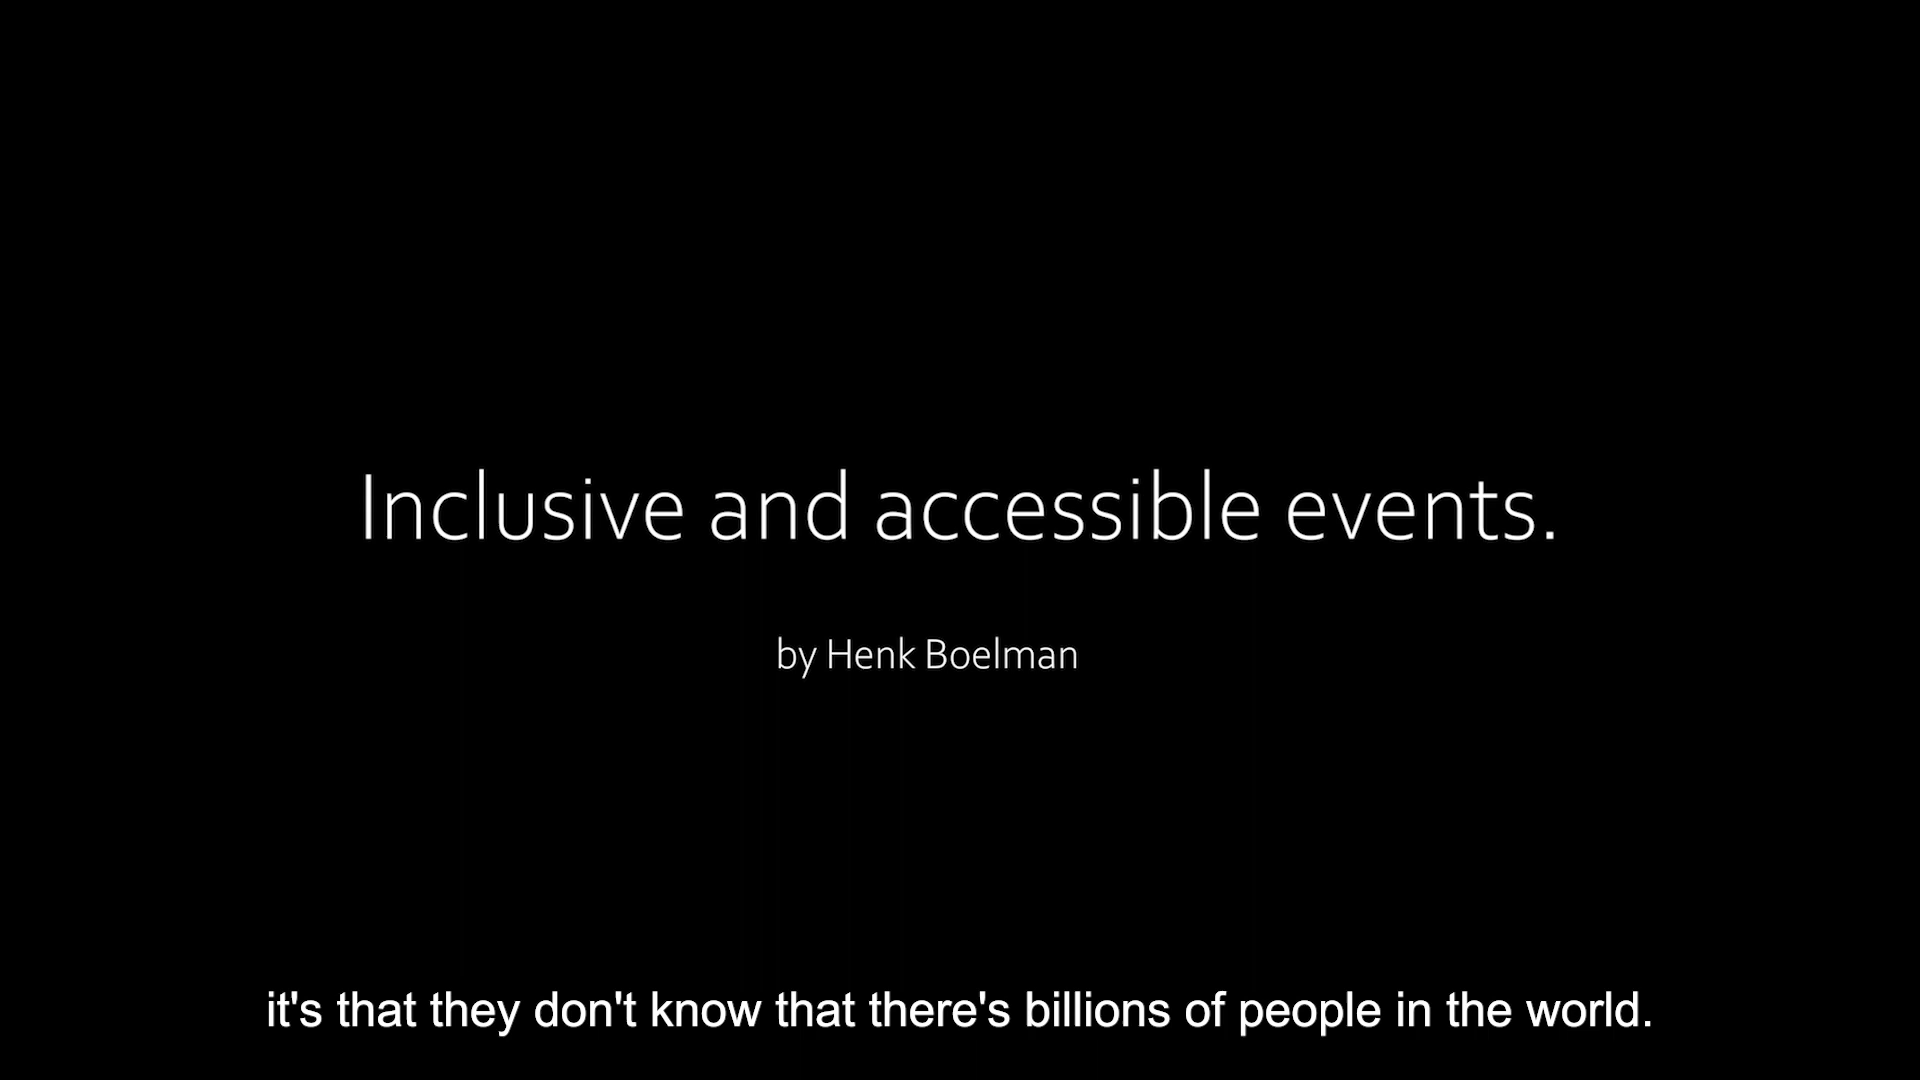 Inclusive and accessible events.
by Henk Boelman
it's that they don't know that there's billions of people in the world.